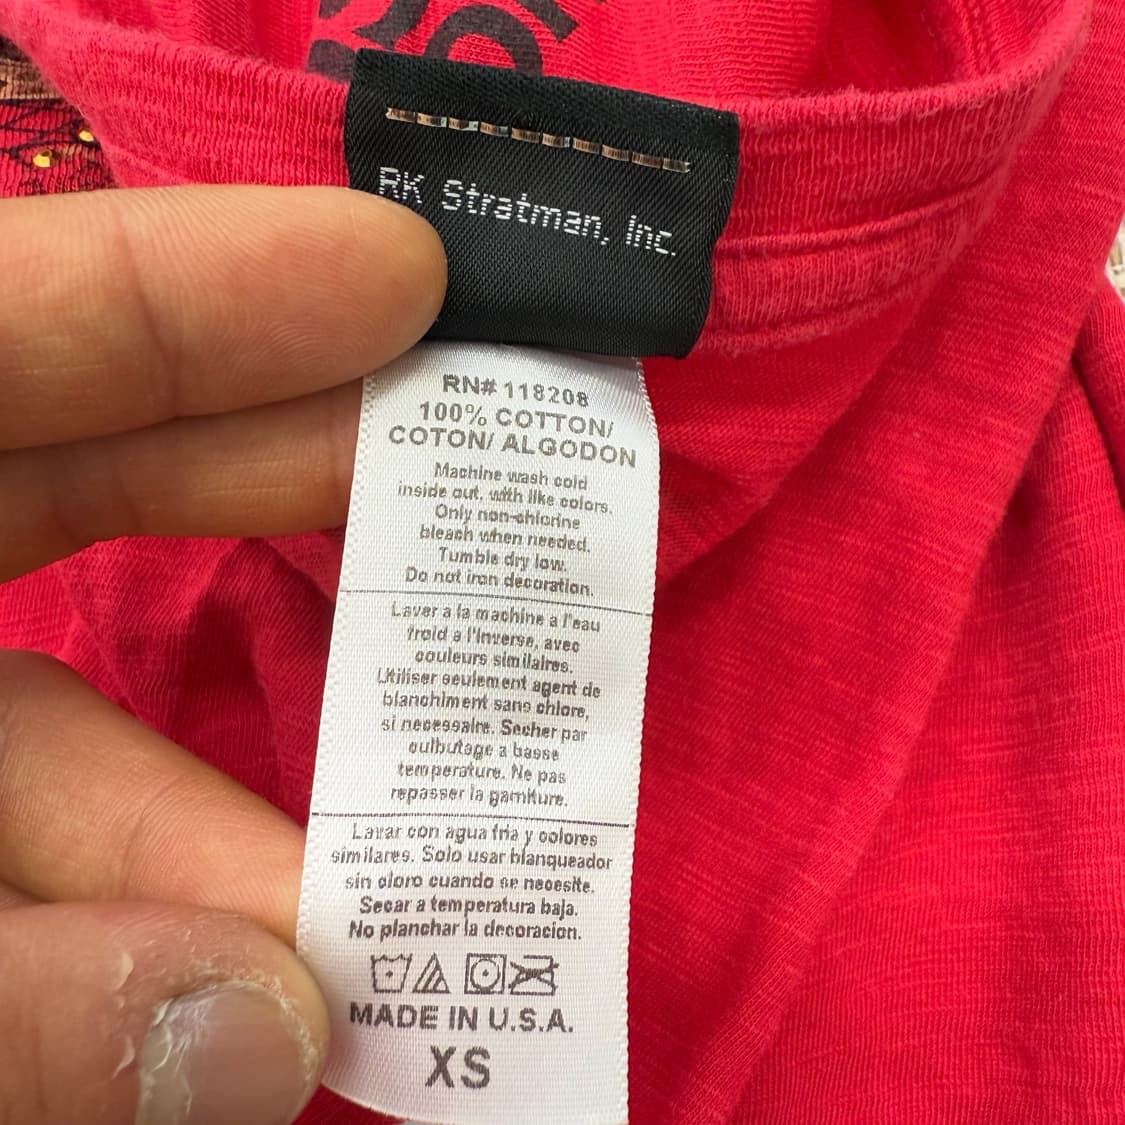 RK Stratman, Inc.
RN# 118208
100% COTTON/
COTON/ ALGODON
Machine wash cold
inside out, with like colors.
Only non-chlorine
bleach when needed.
Tumble dry low.
Do not iron decoration.
Laver a la machine a l'eau
froid a l'inverse, avec
couleurs similaires.
Utiliser seulement agent de
blanchiment sans chlore,
si necessaire. Secher par
culbutage a basse
temperature. Ne pas
repasser la garniture.
Lavar con agua fria y colores
similares. Solo usar blanqueador
sin cloro cuando se necesite.
Secar a temperatura baja.
No planchar la decoracion.
MADE IN U.S.A.
XS